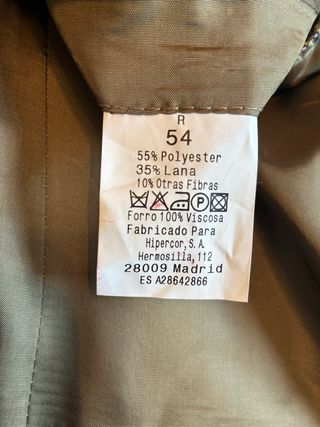 R
54
55% Polyester
35% Lana
10% Otras Fibras
P
Forro 100% Viscosa
Fabricado Para
Hipercor, S.A.
Hermosilla, 112
28009 Madrid
ES A28642866